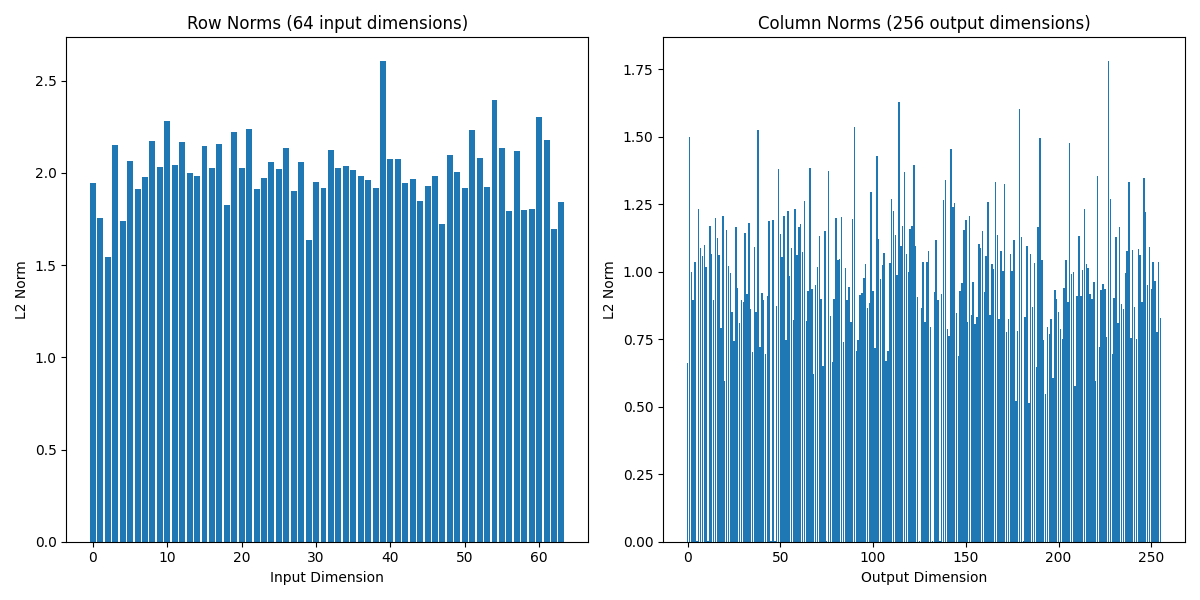 Row Norms (64 input dimensions)
L2 Norm
2.5
2.0
1.5
1.0
0.5
0.0
0 10 20 30 40 50 60
Input Dimension
Column Norms (256 output dimensions)
L2 Norm
1.75
1.50
1.25
1.00
0.75
0.50
0.25
0.00
0 50 100 150 200 250
Output Dimension